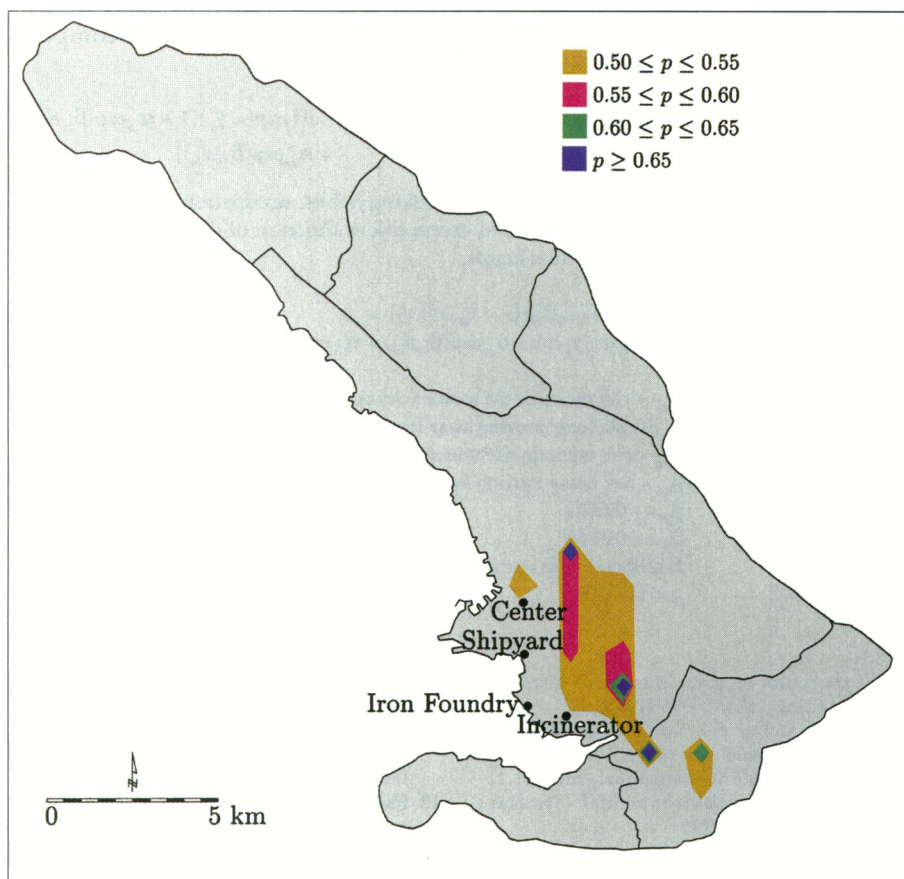 0.50 ≤ p ≤ 0.55
0.55 ≤ p ≤ 0.60
0.60 ≤ p ≤ 0.65
p ≥ 0.65
Center
Shipyard
Iron Foundry
Incinerator
N
0 5 km